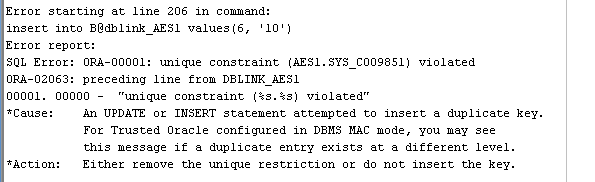 Error starting at line 206 in command:
insert into B@dblink_AES1 values(6, '10')
Error report:
SQL Error: ORA-00001: unique constraint (AES1.SYS_C009851) violated
ORA-02063: preceding line from DBLINK_AES1
00001. 00000 -  "unique constraint (%s.%s) violated"
*Cause:    An UPDATE or INSERT statement attempted to insert a duplicate key.
           For Trusted Oracle configured in DBMS MAC mode, you may see
           this message if a duplicate entry exists at a different level.
*Action:   Either remove the unique restriction or do not insert the key.